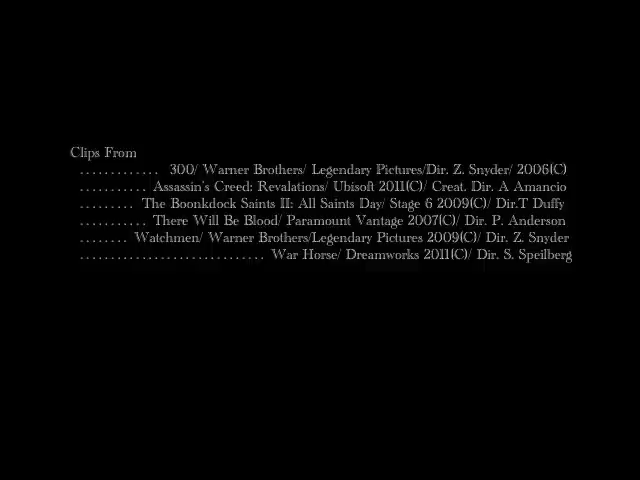 Clips From
............. 300/ Warner Brothers/ Legendary Pictures/Dir. Z. Snyder/ 2006(C)
........... Assassin's Creed: Revalations/ Ubisoft 2011(C)/ Creat. Dir. A Amancio
......... The Boonkdock Saints II: All Saints Day/ Stage 6 2009(C)/ Dir.T Duffy
........... There Will Be Blood/ Paramount Vantage 2007(C)/ Dir. P. Anderson
........ Watchmen/ Warner Brothers/Legendary Pictures 2009(C)/ Dir. Z. Snyder
.............................. War Horse/ Dreamworks 2011(C)/ Dir. S. Speilberg